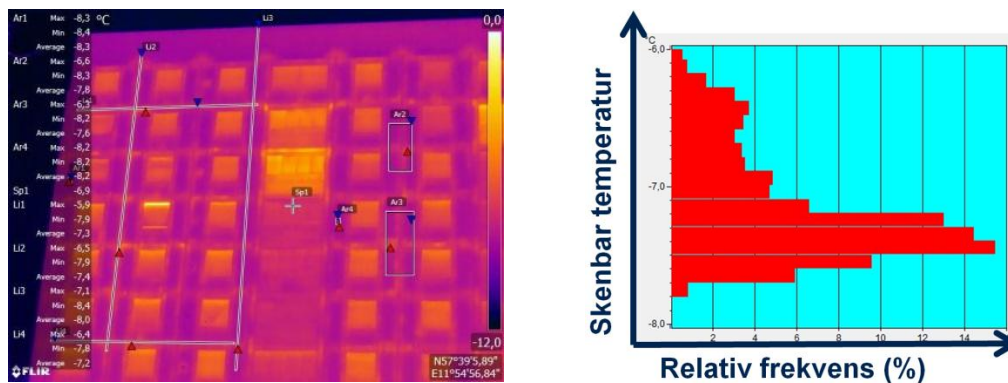 Ar1 Max -8,3 °C
Min -8,4
Average -8,3
Ar2 Max -6,6
Min -8,2
Average -7,8
Ar3 Max -6,3
Min -8,2
Average -7,6
Ar4 Max -8,2
Min -8,2
Average -8,2
Sp1 -6,9
Li1 Max -5,9
Min -7,9
Average -7,3
Li2 Max -6,5
Min -7,9
Average -7,4
Li3 Max -7,1
Min -8,4
Average -8,0
Li4 Max -6,4
Min -7,8
Average -7,2
0,0
-12,0
Li3
Li2
Ar2
Ar3
Ar4
Sp1
FLIR
N57°39'5,89"
E11°54'56,84"
Skenbar temperatur
°C
-6,0
-7,0
-8,0
2 4 6 8 10 12 14
Relativ frekvens (%)